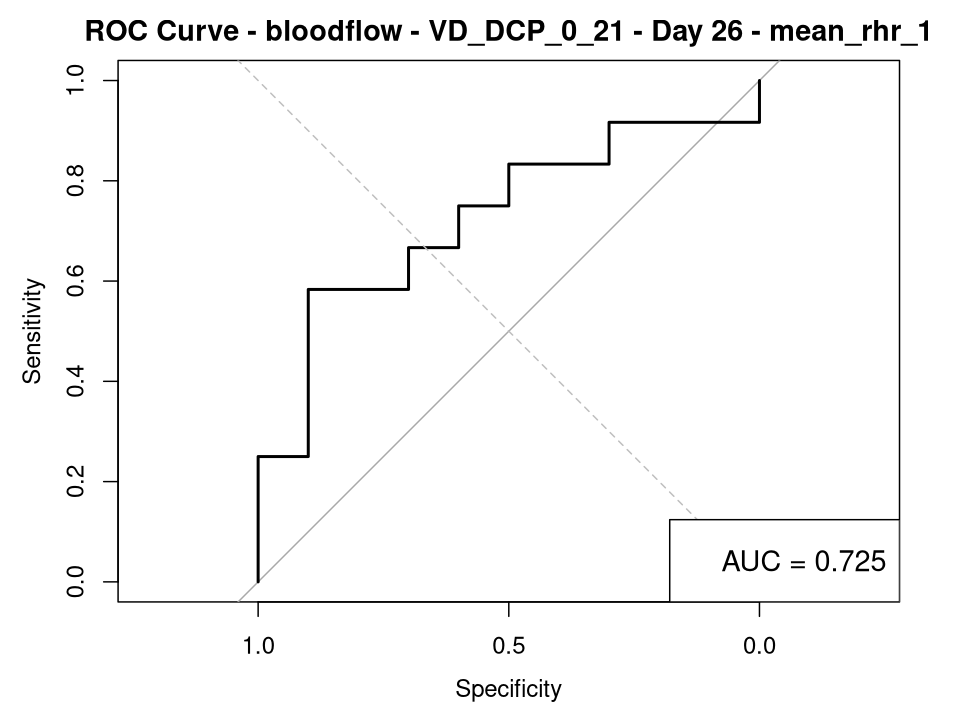 ROC Curve - bloodflow - VD_DCP_0_21 - Day 26 - mean_rhr_1
Sensitivity
1.0
0.8
0.6
0.4
0.2
0.0
AUC = 0.725
1.0 0.5 0.0
Specificity